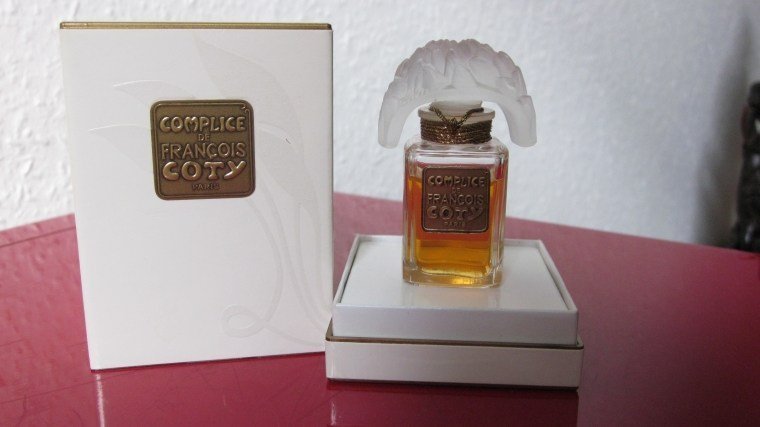 COMPLICE
DE
FRANÇOIS
COTY
PARIS
COMPLICE
DE
FRANÇOIS
COTY
PARIS